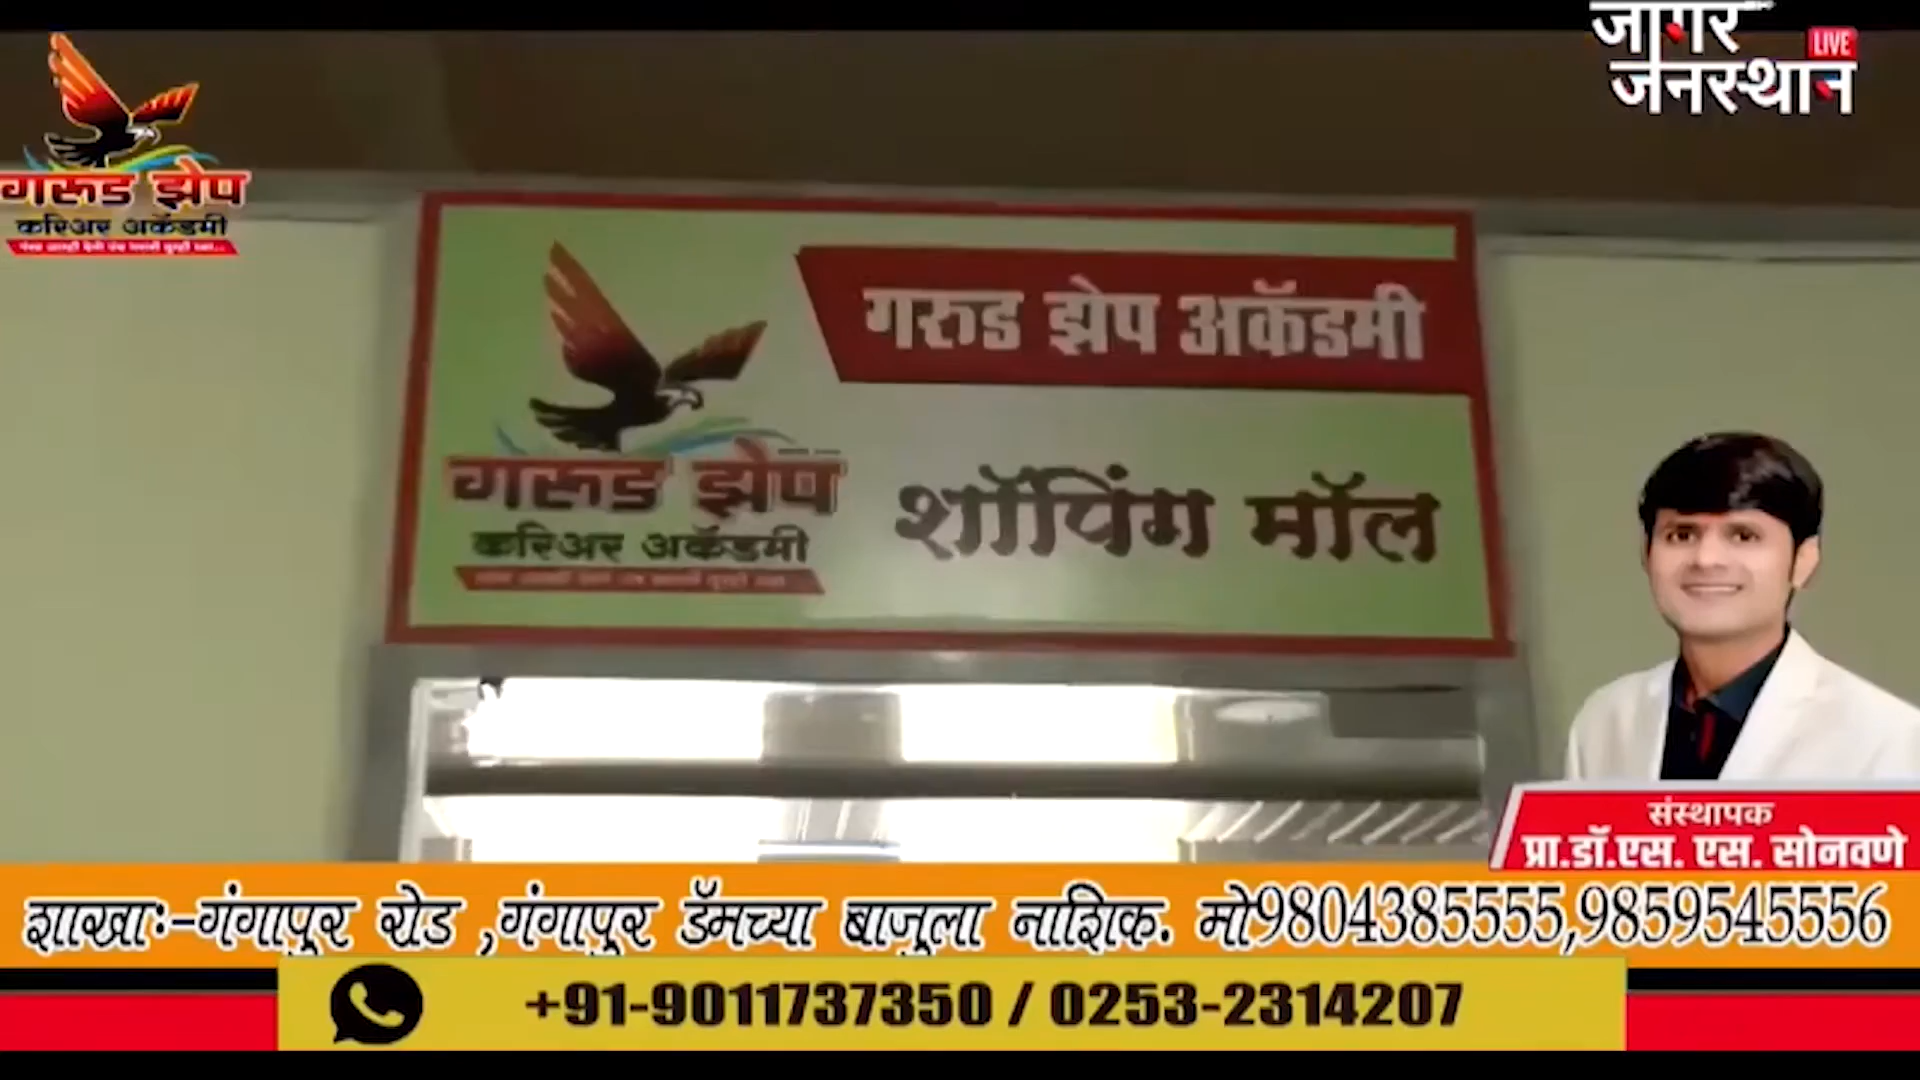 जागर
LIVE
जनस्थान
गरूड झेप
करिअर अकॅडमी
गरूड झेप अकॅडमी
गरूड झेप
करिअर अकॅडमी
शॉपिंग मॉल
संस्थापक
प्रा.डॉ.एस. एस. सोनवणे
शाखाः-गंगापूर रोड ,गंगापूर डॅमच्या बाजुला नाशिक. मो9804385555,9859545556
+91-9011737350 / 0253-2314207